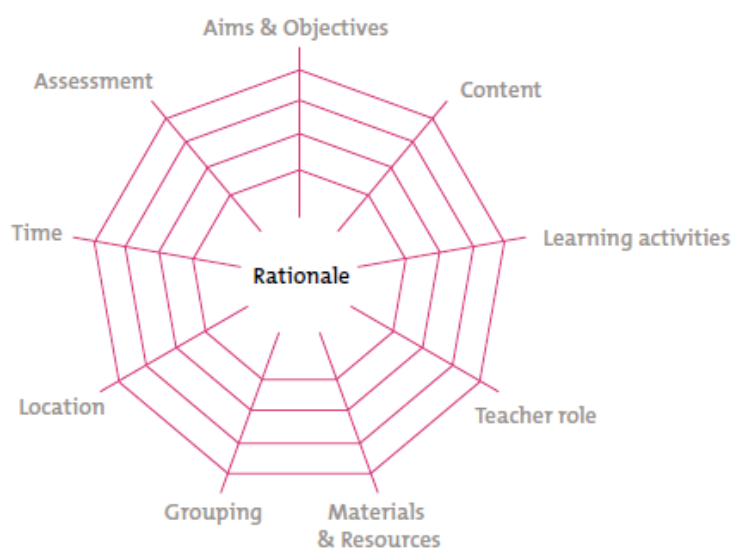 Aims & Objectives
Assessment
Content
Time
Learning activities
Rationale
Location
Teacher role
Grouping
Materials
& Resources